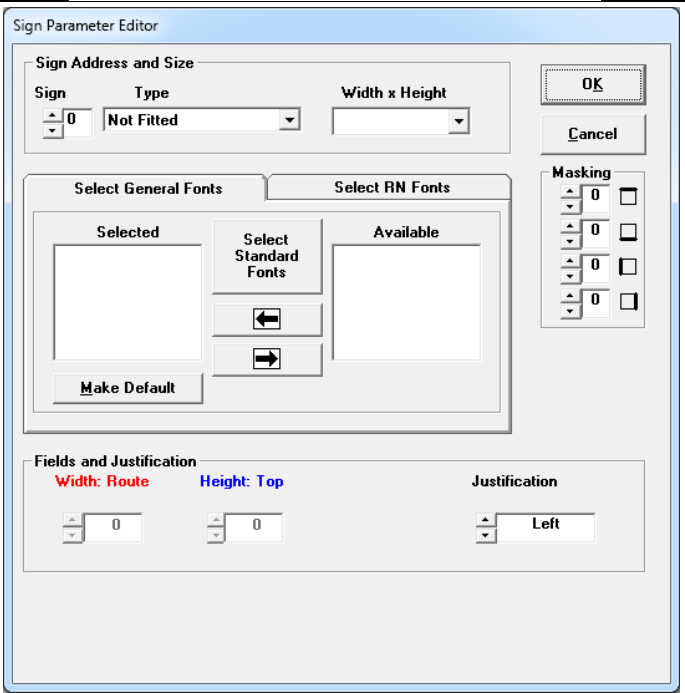 Sign Parameter Editor
Sign Address and Size
Sign Type Width x Height
0 Not Fitted
OK
Cancel
Masking
0
0
0
0
Select General Fonts Select RN Fonts
Selected
Select
Standard
Fonts
Available
Make Default
Fields and Justification
Width: Route Height: Top Justification
0 0 Left